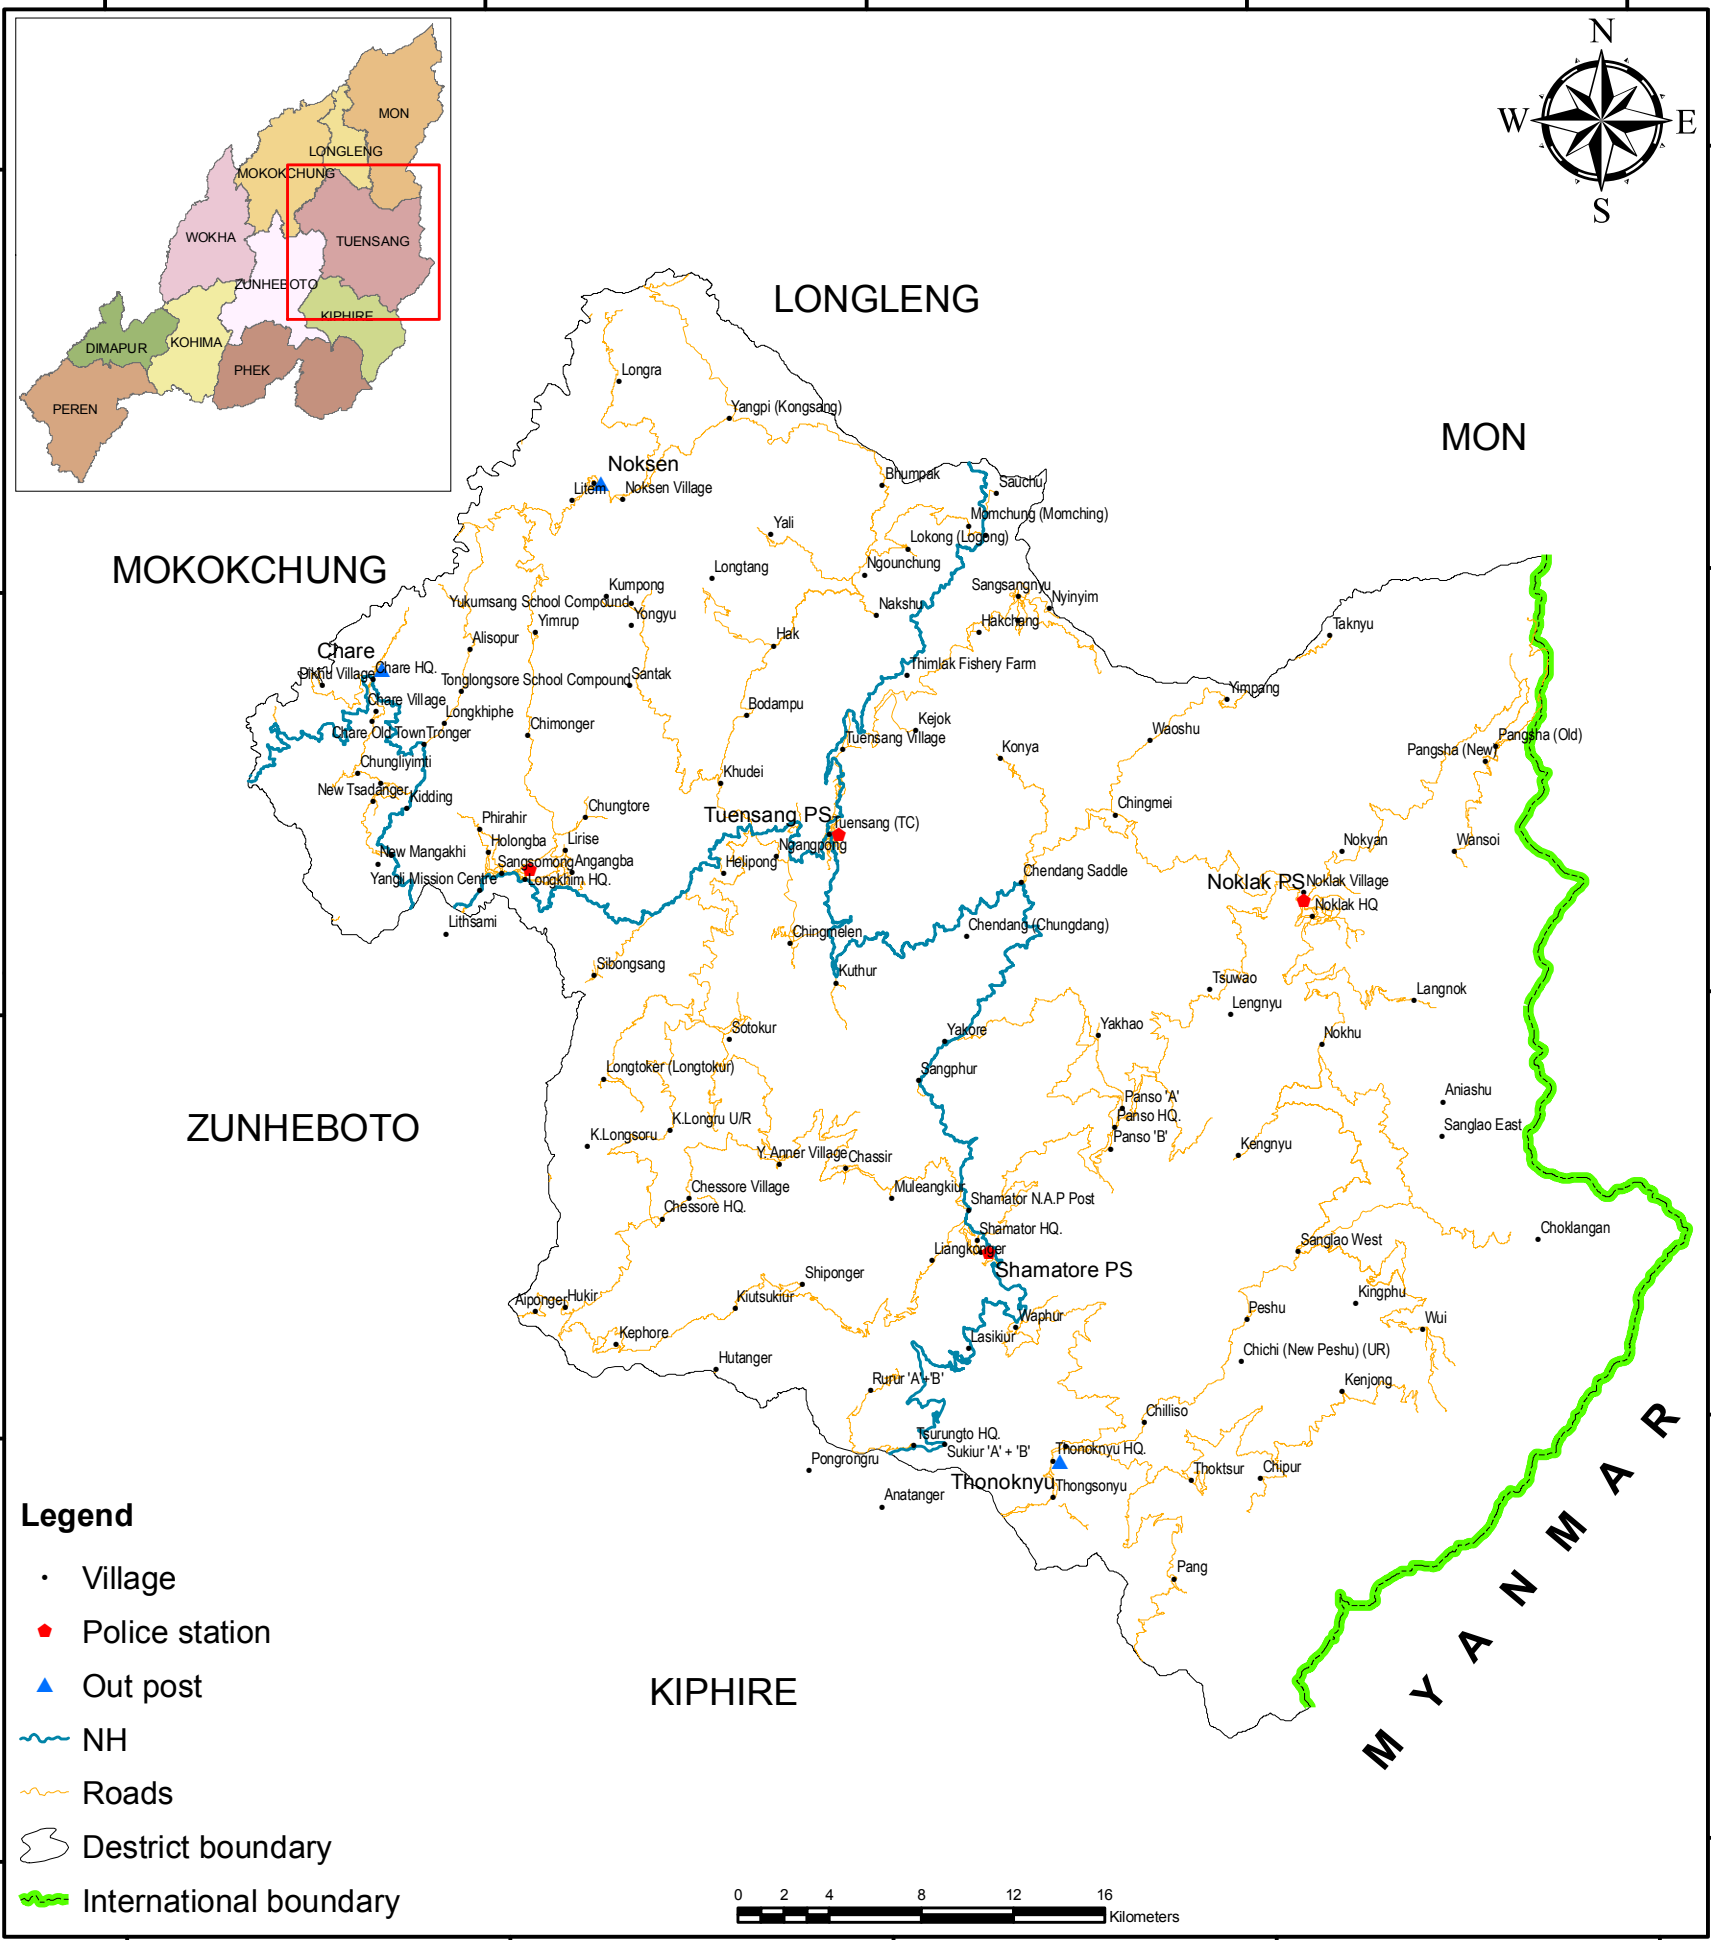 N
W
E
S
MON
LONGLENG
MOKOKCHUNG
WOKHA
TUENSANG
ZUNHEBOTO
KIPHIRE
KOHIMA
DIMAPUR
PHEK
PEREN
LONGLENG
MON
MOKOKCHUNG
ZUNHEBOTO
KIPHIRE
MYANMAR
Longra
Yangpi (Kongsang)
Noksen
Litem
Noksen Village
Bhumpak
Sauchu
Momchung (Momching)
Yali
Lokong (Logong)
Longtang
Ngounchung
Kumpong
Yukumsang School Compound
Yongyu
Sangsangnyu
Nyinyim
Nakshu
Hakchang
Yimrup
Alisopur
Hak
Taknyu
Chare
Chare HQ.
Dikhu Village
Thimlak Fishery Farm
Tonglongsore School Compound
Santak
Yimpang
Chare Village
Longkhiphe
Bodampu
Chare Old Town
Tronger
Chimonger
Kejok
Tuensang Village
Waoshu
Konya
Pangsha (Old)
Pangsha (New)
Chungliyimti
Khudei
New Tsadanger
Kidding
Chungtore
Chingmei
Phirahir
Tuensang PS
Tuensang (TC)
Holongba
Lirise
Ngangpong
Nokyan
Wansoi
New Mangakhi
Sangsomong
Angangba
Helipong
Yangli Mission Centre
Longkhim HQ.
Chendang Saddle
Noklak PS
Noklak Village
Noklak HQ
Lithsami
Chingmelen
Chendang (Chungdang)
Sibongsang
Kuthur
Tsuwao
Langnok
Lengnyu
Sotokur
Yakore
Yakhao
Nokhu
Longtoker (Longtokur)
Sangphur
Aniashu
Panso 'A'
Panso HQ.
Sanglao East
K.Longru U/R
K.Longsoru
Panso 'B'
Kengnyu
Y. Anner Village
Chassir
Chessore Village
Muleangkiur
Shamator N.A.P Post
Chessore HQ.
Shamator HQ.
Choklangan
Liangkonger
Sanglao West
Shamatore PS
Shiponger
Aiponger
Hukir
Kiutsukiur
Kingphu
Peshu
Waphur
Wui
Kephore
Lasikiur
Chichi (New Peshu) (UR)
Hutanger
Rurur 'A'+'B'
Kenjong
Chilliso
Tsurungto HQ.
Sukiur 'A' + 'B'
Thonoknyu HQ.
Pongrongru
Thoktsur
Chipur
Thonoknyu
Thongsonyu
Anatanger
Pang
Legend
Village
Police station
Out post
NH
Roads
Destrict boundary
International boundary
0 2 4 8 12 16
Kilometers